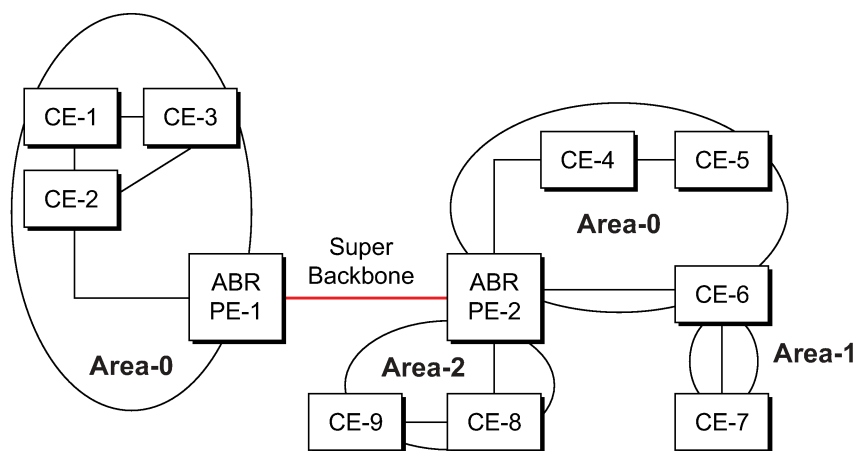 CE-1
CE-3
CE-2
ABR
PE-1
Area-0
Super
Backbone
CE-4
CE-5
Area-0
ABR
PE-2
CE-6
Area-1
CE-7
Area-2
CE-9
CE-8